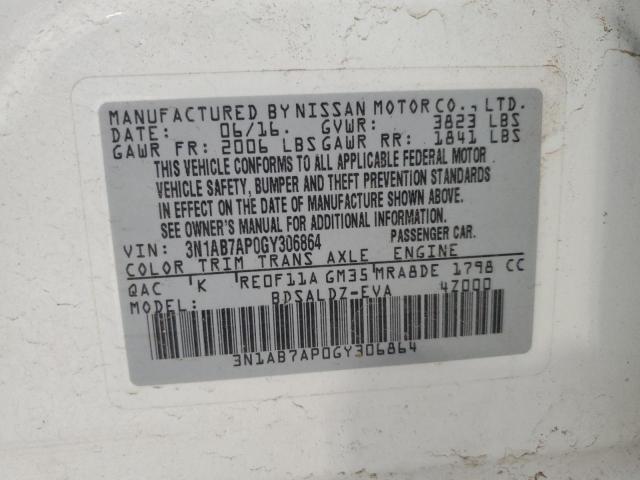 MANUFACTURED BY NISSAN MOTOR CO., LTD.
DATE: 06/16. GVWR: 3823 LBS
GAWR FR: 2006 LBS GAWR RR: 1841 LBS
THIS VEHICLE CONFORMS TO ALL APPLICABLE FEDERAL MOTOR
VEHICLE SAFETY, BUMPER AND THEFT PREVENTION STANDARDS
IN EFFECT ON THE DATE OF MANUFACTURE SHOWN ABOVE.
SEE OWNER'S MANUAL FOR ADDITIONAL INFORMATION.
VIN: 3N1AB7AP0GY306864 PASSENGER CAR.
COLOR TRIM TRANS AXLE ENGINE
QAC K RE0F11A GM35 MRA8DE 1798 CC
MODEL: BDSALDZ-EVA 4Z000
3N1AB7AP0GY306864